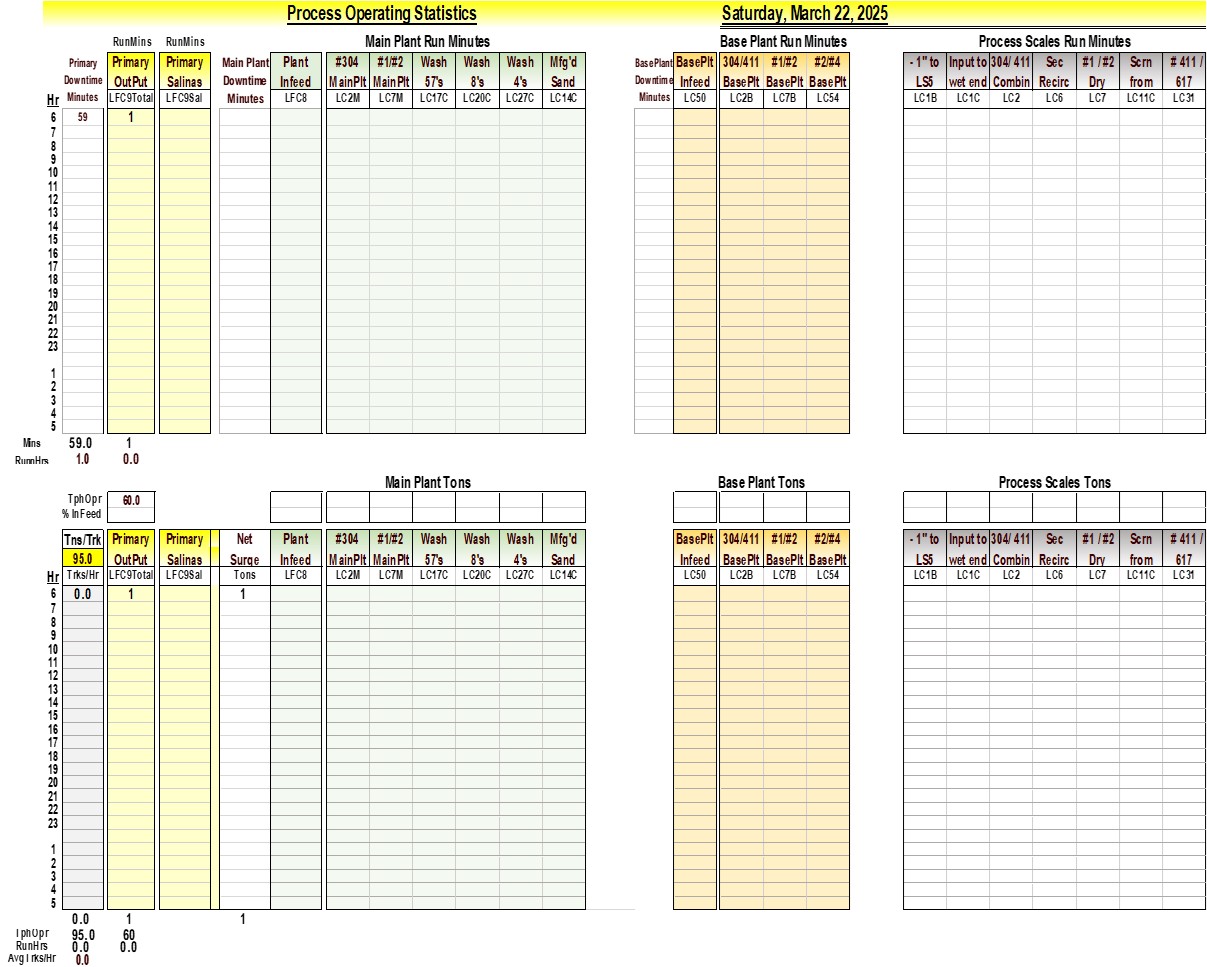 Process Operating Statistics Saturday, March 22, 2025
RunMins RunMins Main Plant Run Minutes Base Plant Run Minutes Process Scales Run Minutes
Primary Primary Primary Main Plant Plant #304 #1/#2 Wash Wash Wash Mfg'd BasePlant BasePlt 304/411 #1/#2 #2/#4 - 1" to Input to 304/ 411 Sec #1 / #2 Scrn # 411 /
Downtime OutPut Salinas Downtime Infeed MainPlt MainPlt 57's 8's 4's Sand Downtime Infeed BasePlt BasePlt BasePlt LS5 wet end Combin Recirc Dry from 617
Hr Minutes LFC9Total LFC9Sal Minutes LFC8 LC2M LC7M LC17C LC20C LC27C LC14C Minutes LC50 LC2B LC7B LC54 LC1B LC1C LC2 LC6 LC7 LC11C LC31
6 59 1
7
8
9
10
11
12
13
14
15
16
17
18
19
20
21
22
23
1
2
3
4
5
Mins 59.0 1
RunnHrs 1.0 0.0
Main Plant Tons Base Plant Tons Process Scales Tons
TphOpr 60.0
% InFeed
Tns/Trk Primary Primary Net Plant #304 #1/#2 Wash Wash Wash Mfg'd BasePlt 304/411 #1/#2 #2/#4 - 1" to Input to 304/ 411 Sec #1 / #2 Scrn # 411 /
95.0 OutPut Salinas Surge Infeed MainPlt MainPlt 57's 8's 4's Sand Infeed BasePlt BasePlt BasePlt LS5 wet end Combin Recirc Dry from 617
Hr Trks/Hr LFC9Total LFC9Sal Tons LFC8 LC2M LC7M LC17C LC20C LC27C LC14C LC50 LC2B LC7B LC54 LC1B LC1C LC2 LC6 LC7 LC11C LC31
6 0.0 1 1
7
8
9
10
11
12
13
14
15
16
17
18
19
20
21
22
23
1
2
3
4
5
0.0 1 1
TphOpr 95.0 60
RunHrs 0.0 0.0
AvgTrks/Hr 0.0